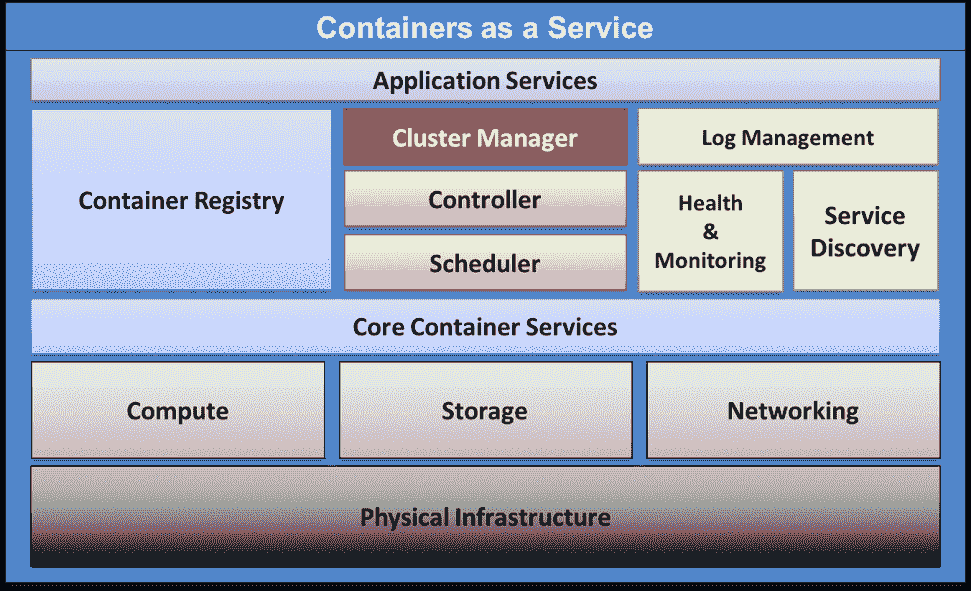 Containers as a Service
Application Services
Container Registry
Cluster Manager
Controller
Scheduler
Log Management
Health
&
Monitoring
Service
Discovery
Core Container Services
Compute
Storage
Networking
Physical Infrastructure